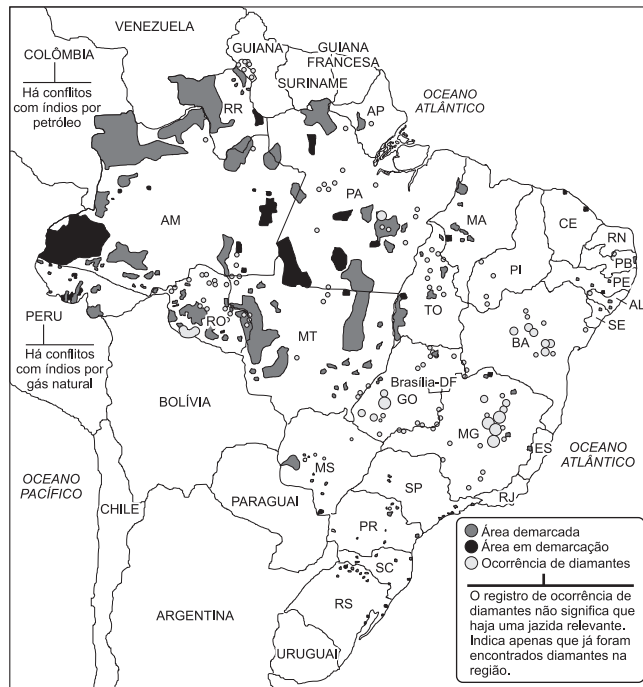 VENEZUELA
COLÔMBIA
Há conflitos
com índios por
petróleo
GUIANA
GUIANA
FRANCESA
SURINAME
OCEANO
ATLÂNTICO
RR
AP
AM
PA
MA
CE
RN
PB
PE
AL
SE
PI
TO
BA
RO
MT
PERU
Há conflitos
com índios por
gás natural
BOLÍVIA
Brasília-DF
GO
MG
ES
OCEANO
ATLÂNTICO
OCEANO
PACÍFICO
CHILE
PARAGUAI
MS
SP
RJ
PR
SC
RS
ARGENTINA
URUGUAI
Área demarcada
Área em demarcação
Ocorrência de diamantes
O registro de ocorrência de
diamantes não significa que
haja uma jazida relevante.
Indica apenas que já foram
encontrados diamantes na
região.